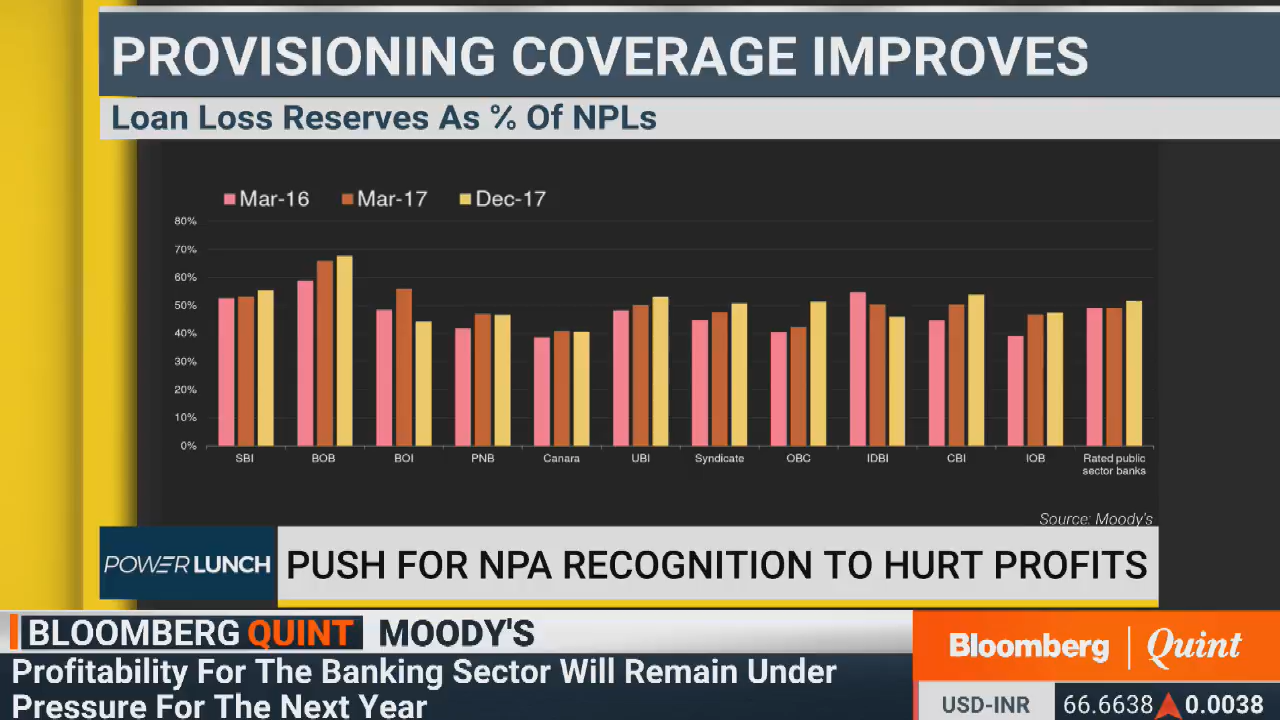 PROVISIONING COVERAGE IMPROVES
Loan Loss Reserves As % Of NPLs
Mar-16 Mar-17 Dec-17
80%
70%
60%
50%
40%
30%
20%
10%
0%
SBI BOB BOI PNB Canara UBI Syndicate OBC IDBI CBI IOB Rated public
sector banks
Source: Moody's
POWER LUNCH PUSH FOR NPA RECOGNITION TO HURT PROFITS
BLOOMBERG QUINT MOODY'S
Profitability For The Banking Sector Will Remain Under
Pressure For The Next Year
Bloomberg | Quint
USD-INR 66.6638 0.0038